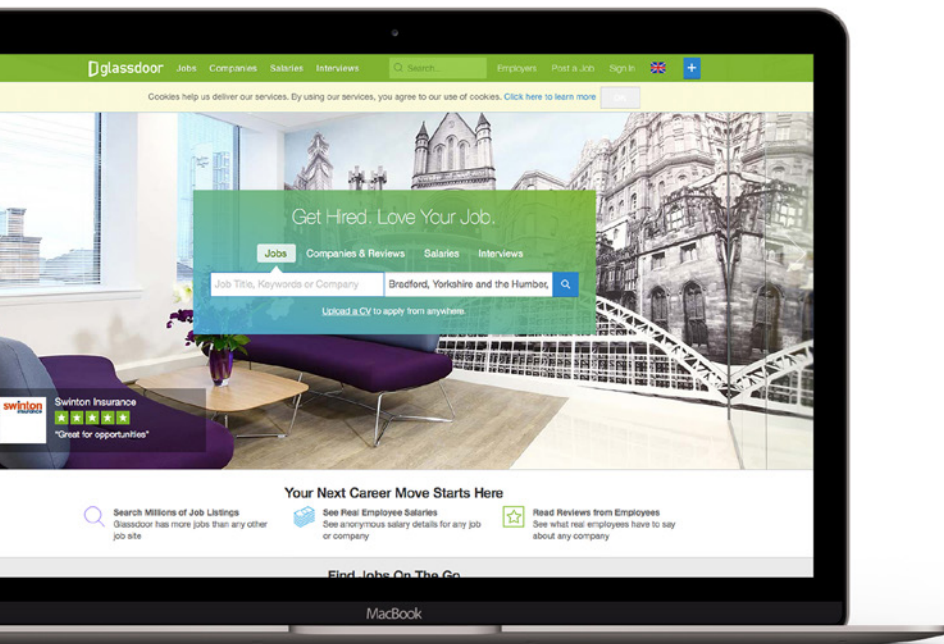 glassdoor Jobs Companies Salaries Interviews Search... Employers Post a Job Sign In +
Cookies help us deliver our services. By using our services, you agree to our use of cookies. Click here to learn more
Get Hired. Love Your Job.
Jobs Companies & Reviews Salaries Interviews
Job Title, Keywords or Company Bradford, Yorkshire and the Humber,
Upload a CV to apply from anywhere.
swinton
insurance
Swinton Insurance
"Great for opportunities"
Your Next Career Move Starts Here
Search Millions of Job Listings
Glassdoor has more jobs than any other
job site
See Real Employee Salaries
See anonymous salary details for any job
or company
Read Reviews from Employees
See what real employees have to say
about any company
Find Jobs On The Go
MacBook